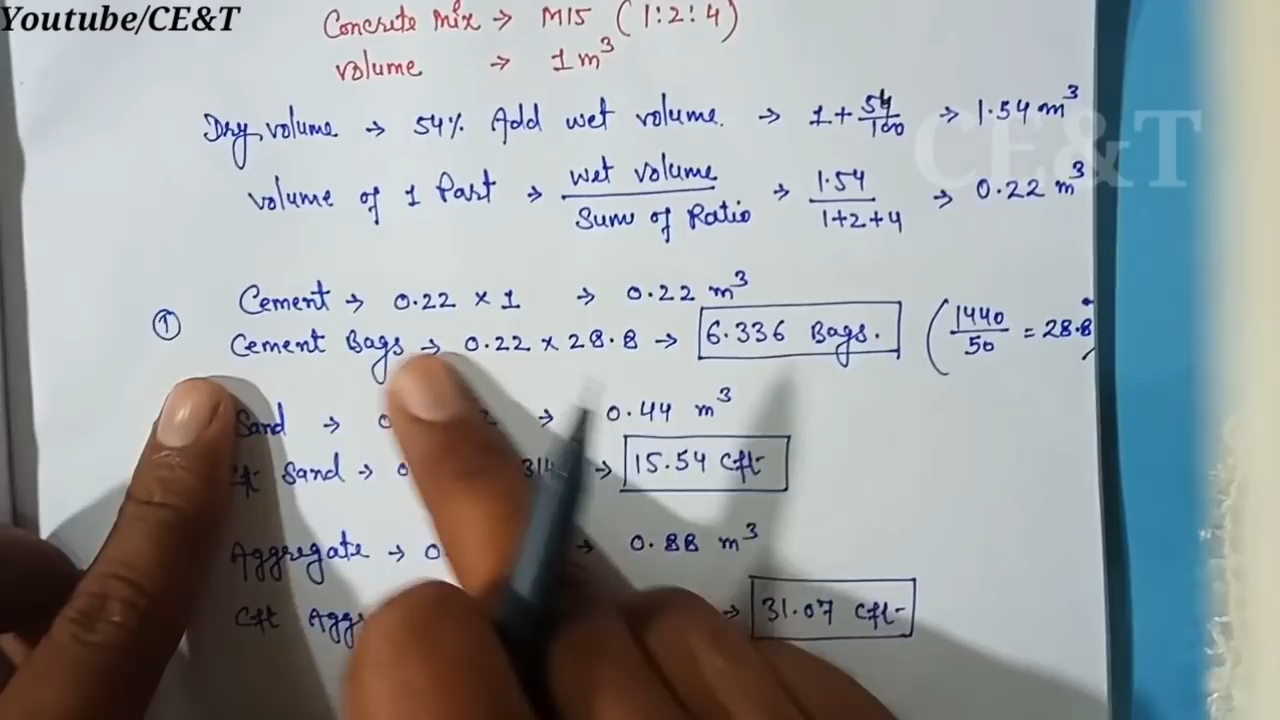 Youtube/CE&T
Concrete Mix → M15 (1:2:4)
volume → 1 m³
Dry volume → 54% Add wet volume. → 1 + 54/100 → 1.54 m³
CE&T
volume of 1 Part → wet volume / Sum of Ratio → 1.54 / 1+2+4 → 0.22 m³
Cement → 0.22 × 1 → 0.22 m³
① Cement Bags → 0.22 × 28.8 → 6.336 Bags. (1440/50 = 28.8)
Sand → → 0.44 m³
Sand → → 15.54 Cft
Aggregate → → 0.88 m³
Cft → 31.07 Cft